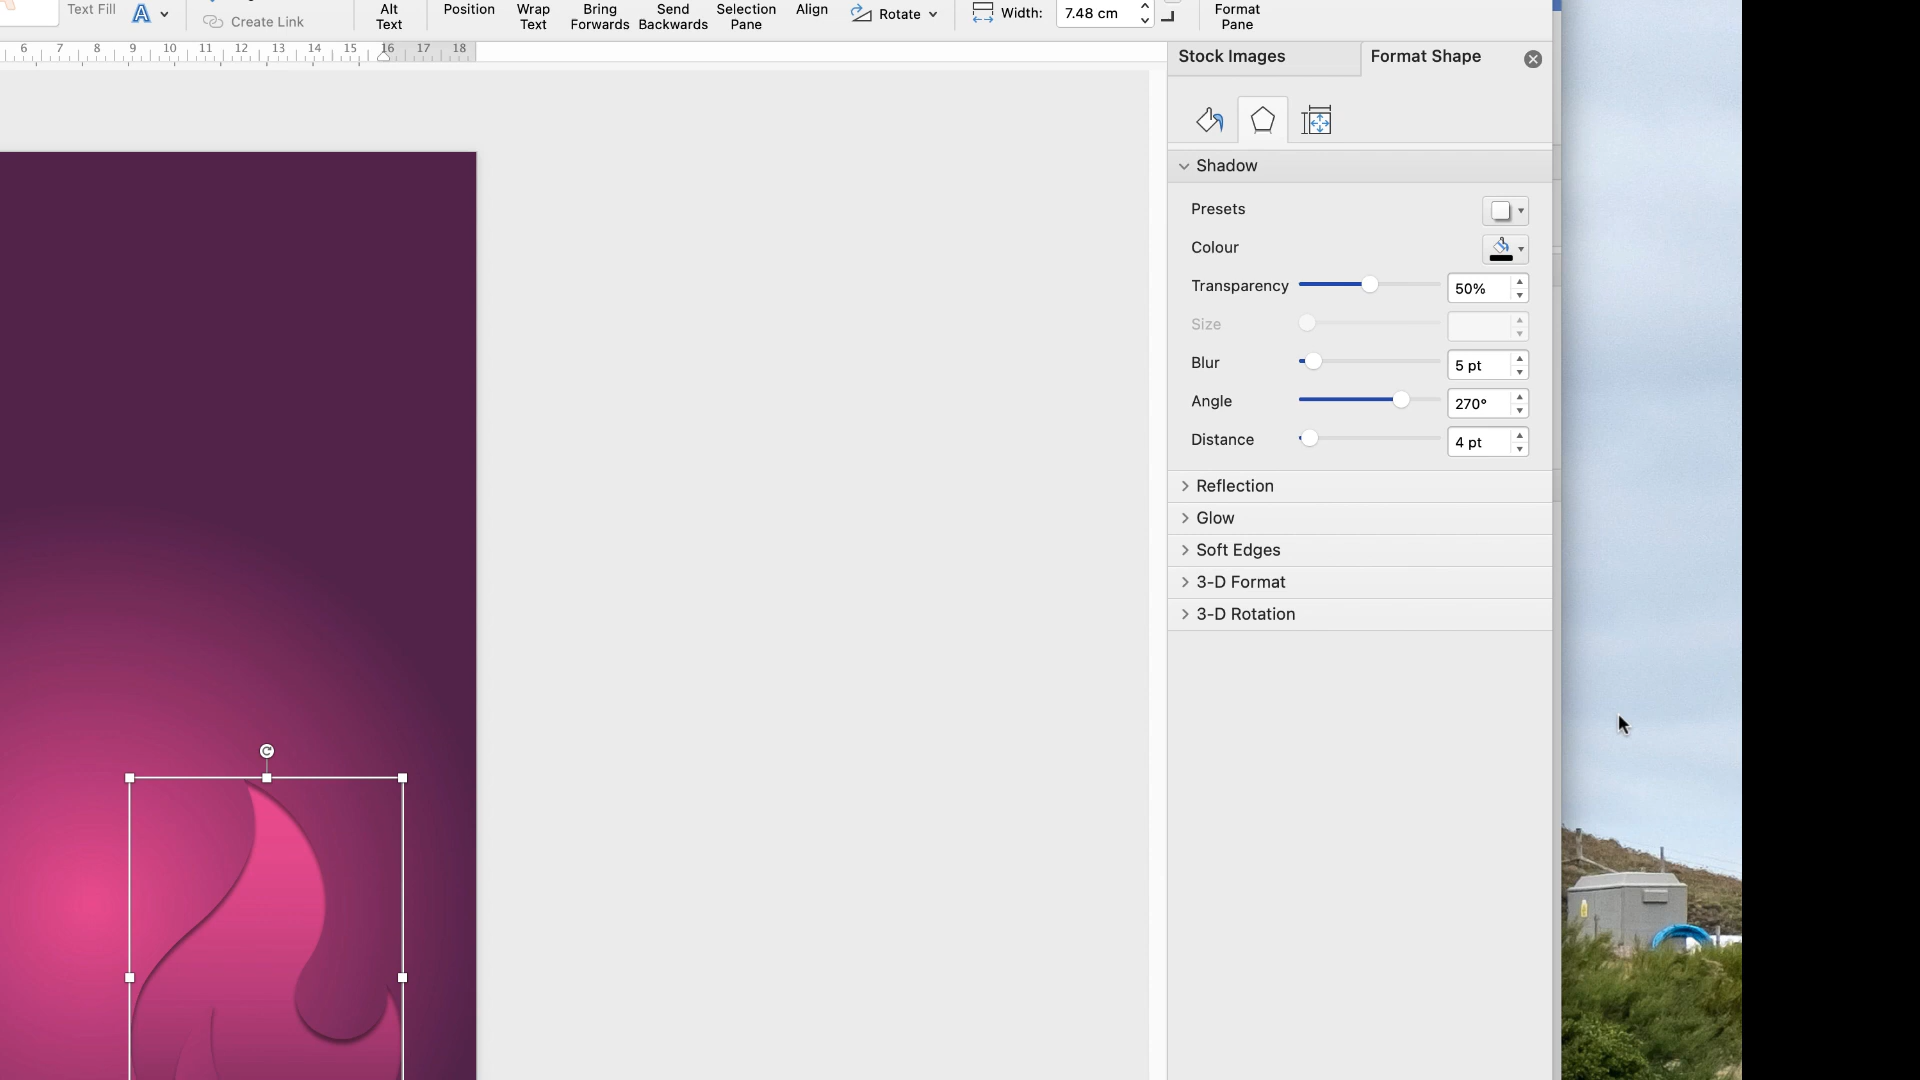 Text Fill
Create Link
Alt
Text
Position
Wrap
Text
Bring
Forwards
Send
Backwards
Selection
Pane
Align
Rotate
Width:
7.48 cm
Format
Pane
6 7 8 9 10 11 12 13 14 15 16 17 18
Stock Images
Format Shape
Shadow
Presets
Colour
Transparency
50%
Size
Blur
5 pt
Angle
270°
Distance
4 pt
Reflection
Glow
Soft Edges
3-D Format
3-D Rotation